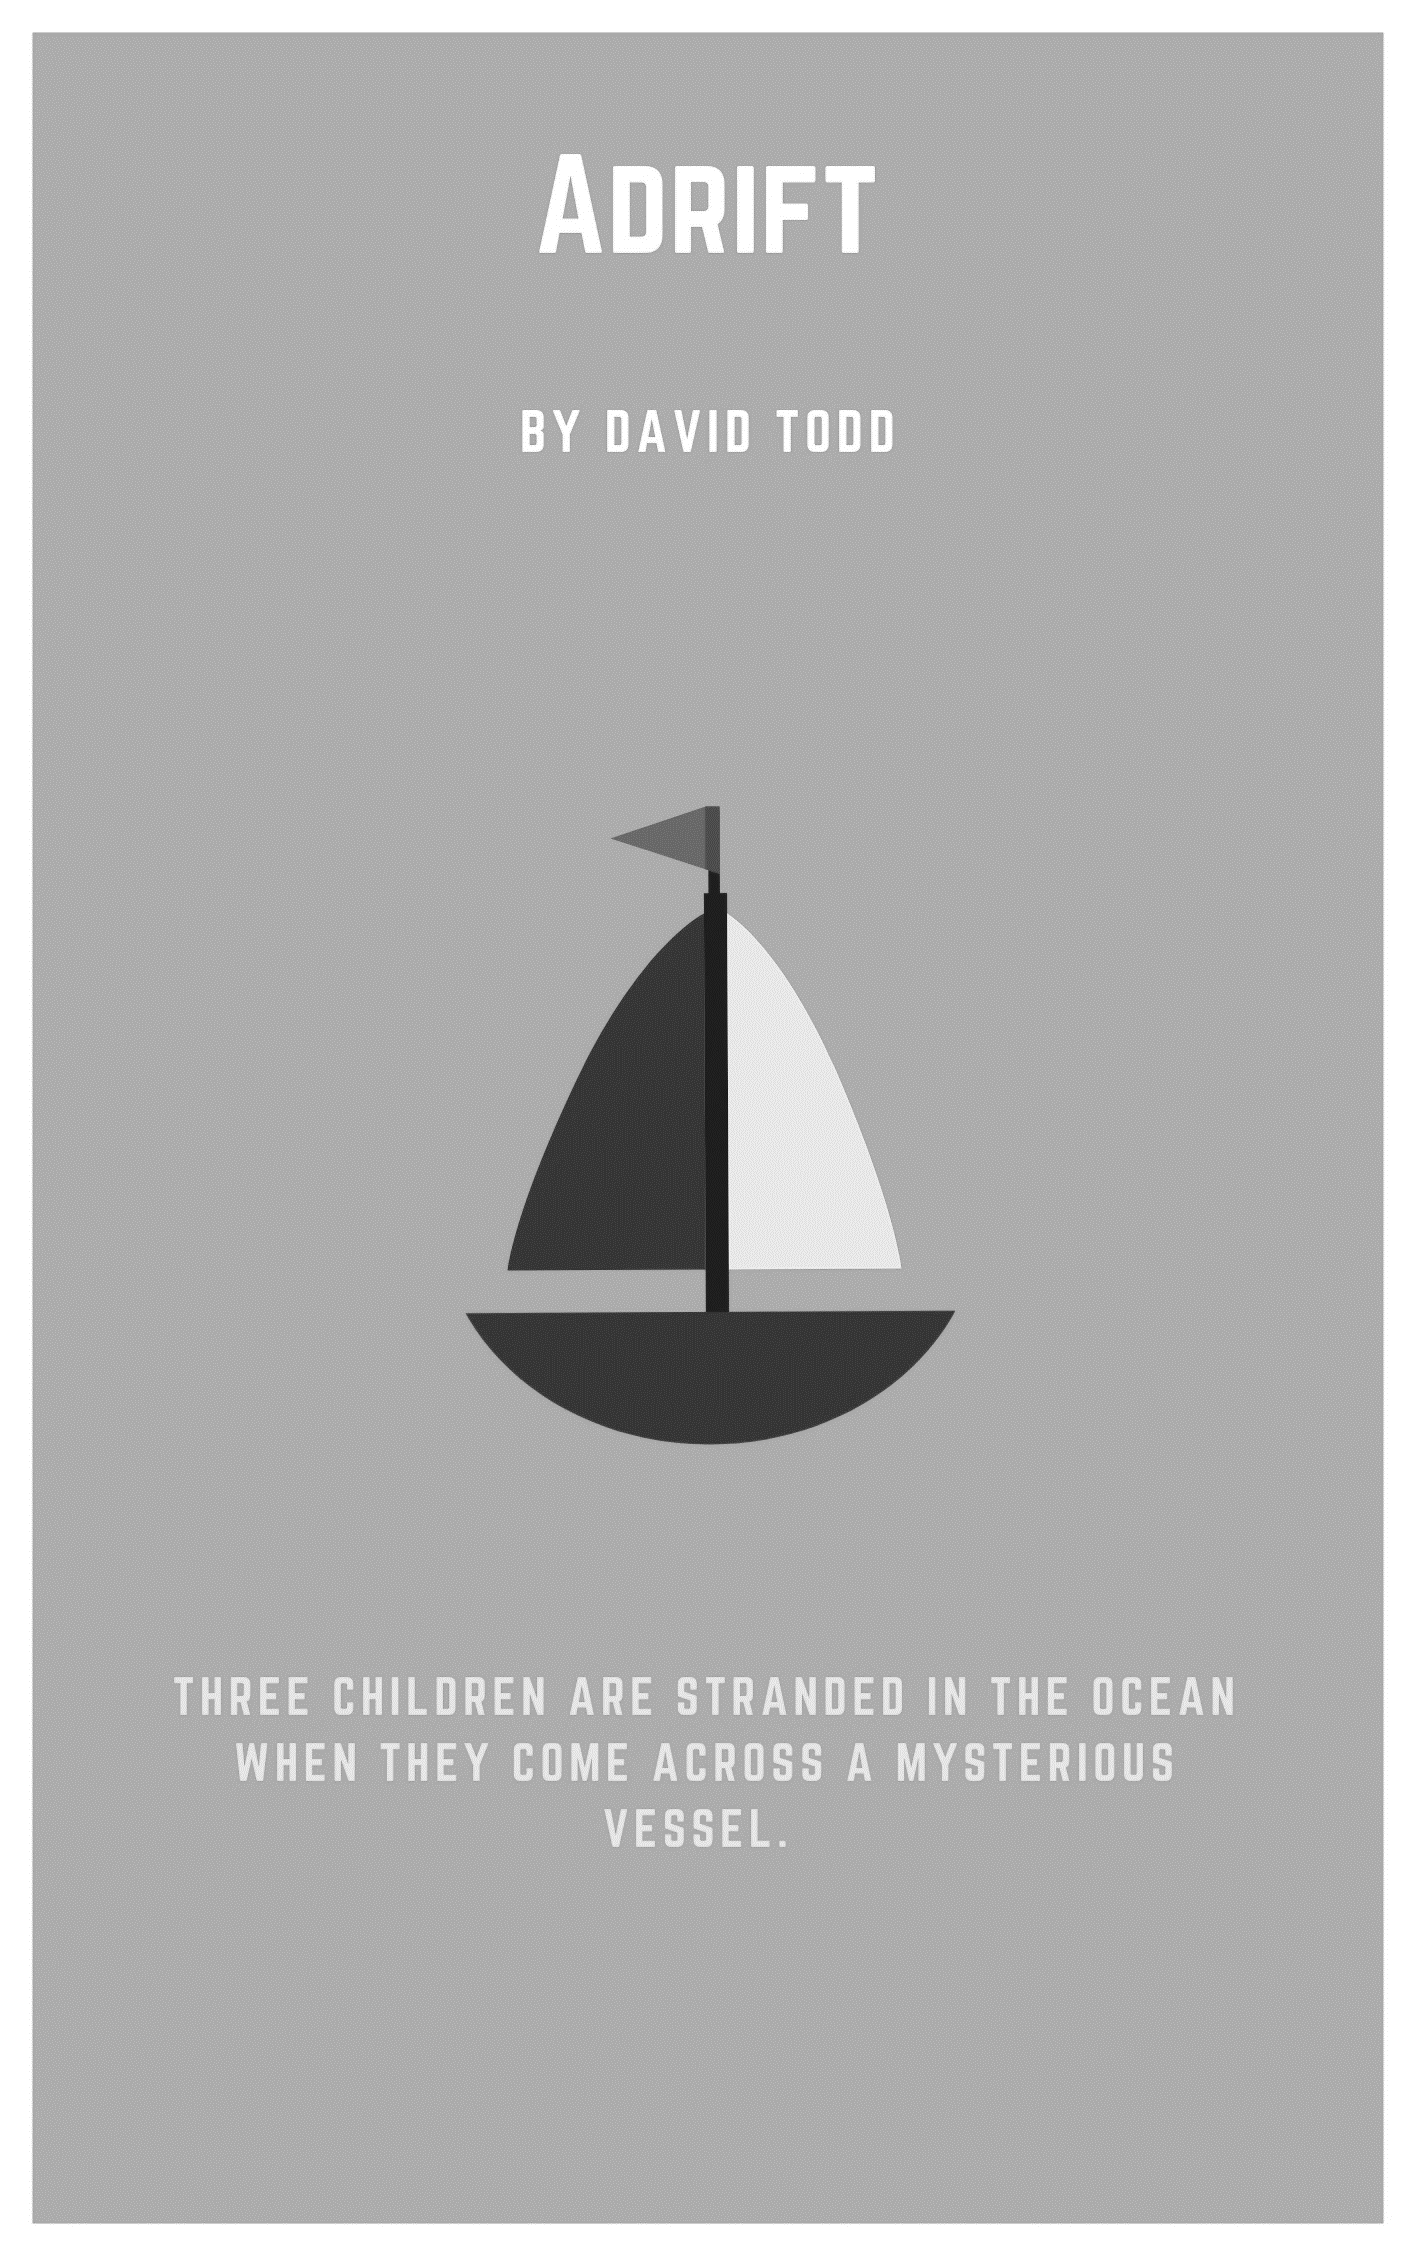 ADRIFT
BY DAVID TODD
THREE CHILDREN ARE STRANDED IN THE OCEAN
WHEN THEY COME ACROSS A MYSTERIOUS
VESSEL.